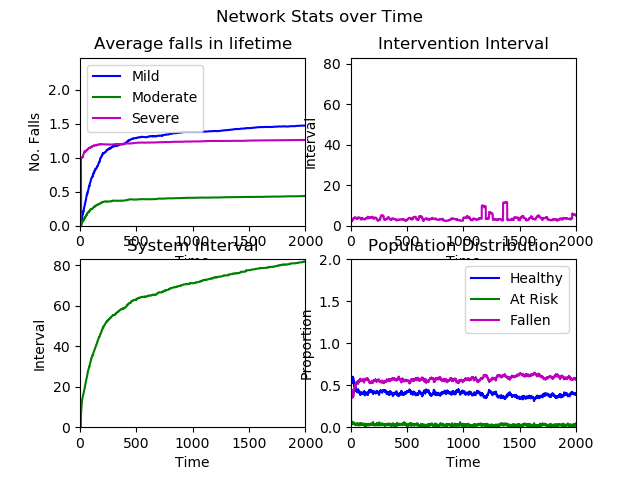 Network Stats over Time
Average falls in lifetime
No. Falls
2.0
1.5
1.0
0.5
0.0
Mild
Moderate
Severe
0 500 1000 1500 2000
Intervention Interval
Interval
80
60
40
20
0
0 500 1000 1500 2000
System Interval
Time
Interval
80
60
40
20
0
0 500 1000 1500 2000
Time
Population Distribution
Proportion
2.0
1.5
1.0
0.5
0.0
Healthy
At Risk
Fallen
0 500 1000 1500 2000
Time